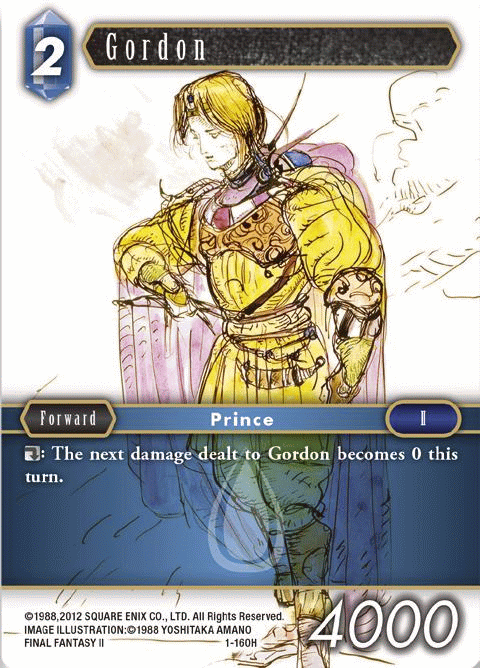 2
Gordon
Forward
Prince
II
: The next damage dealt to Gordon becomes 0 this
turn.
©1988,2012 SQUARE ENIX CO., LTD. All Rights Reserved.
IMAGE ILLUSTRATION:©1988 YOSHITAKA AMANO
FINAL FANTASY II
1-160H
4000